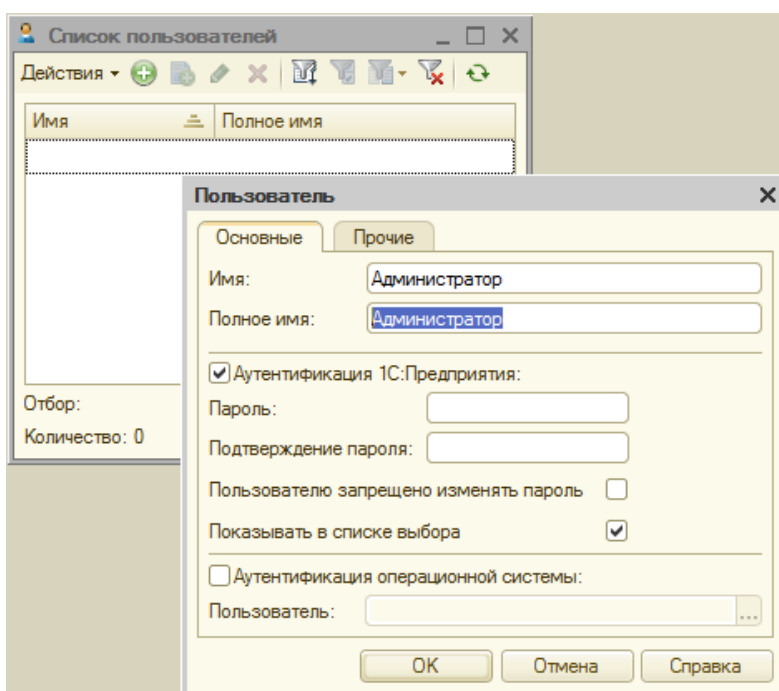 Список пользователей
Действия
Имя Полное имя
Отбор:
Количество: 0
Пользователь
Основные Прочие
Имя: Администратор
Полное имя: Администратор
Аутентификация 1С:Предприятия:
Пароль:
Подтверждение пароля:
Пользователю запрещено изменять пароль
Показывать в списке выбора
Аутентификация операционной системы:
Пользователь: ...
OK Отмена Справка